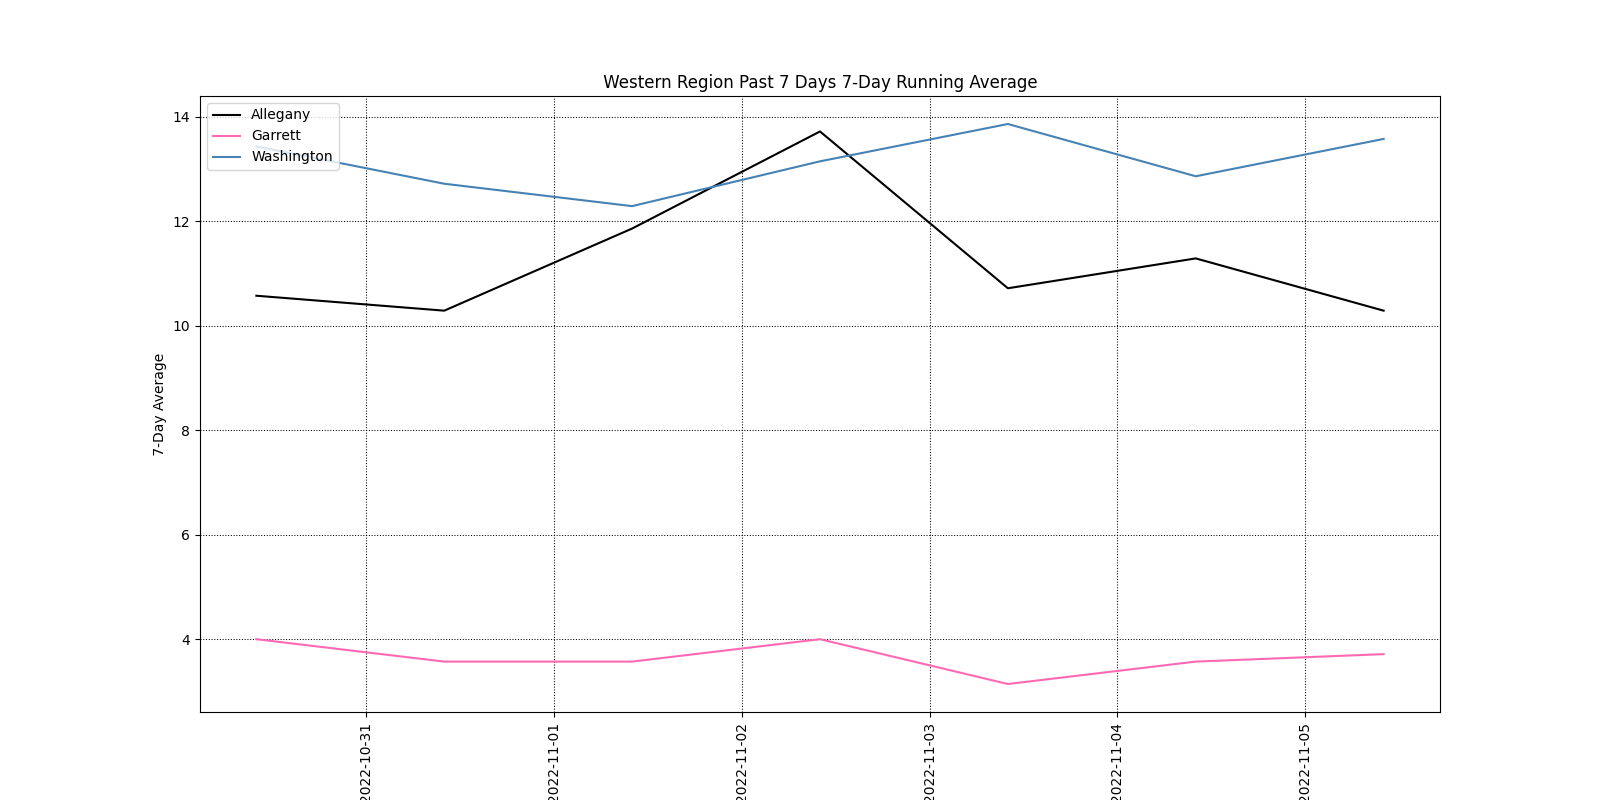 Western Region Past 7 Days 7-Day Running Average
Allegany
Garrett
Washington
14
12
10
8
6
4
7-Day Average
2022-10-31
2022-11-01
2022-11-02
2022-11-03
2022-11-04
2022-11-05